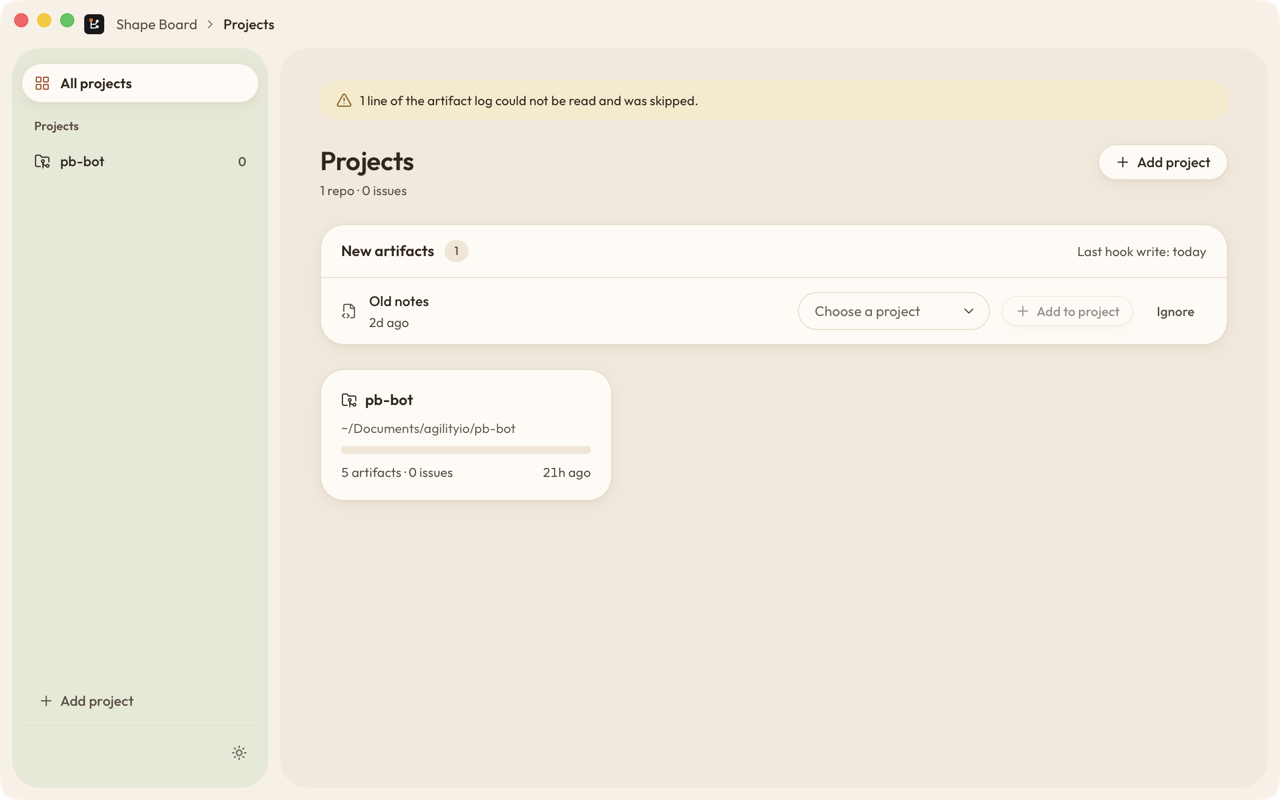 Shape Board > Projects
All projects
Projects
pb-bot 0
Add project
1 line of the artifact log could not be read and was skipped.
Projects
1 repo · 0 issues
Add project
New artifacts 1
Last hook write: today
Old notes
2d ago
Choose a project
Add to project
Ignore
pb-bot
~/Documents/agilityio/pb-bot
5 artifacts · 0 issues
21h ago